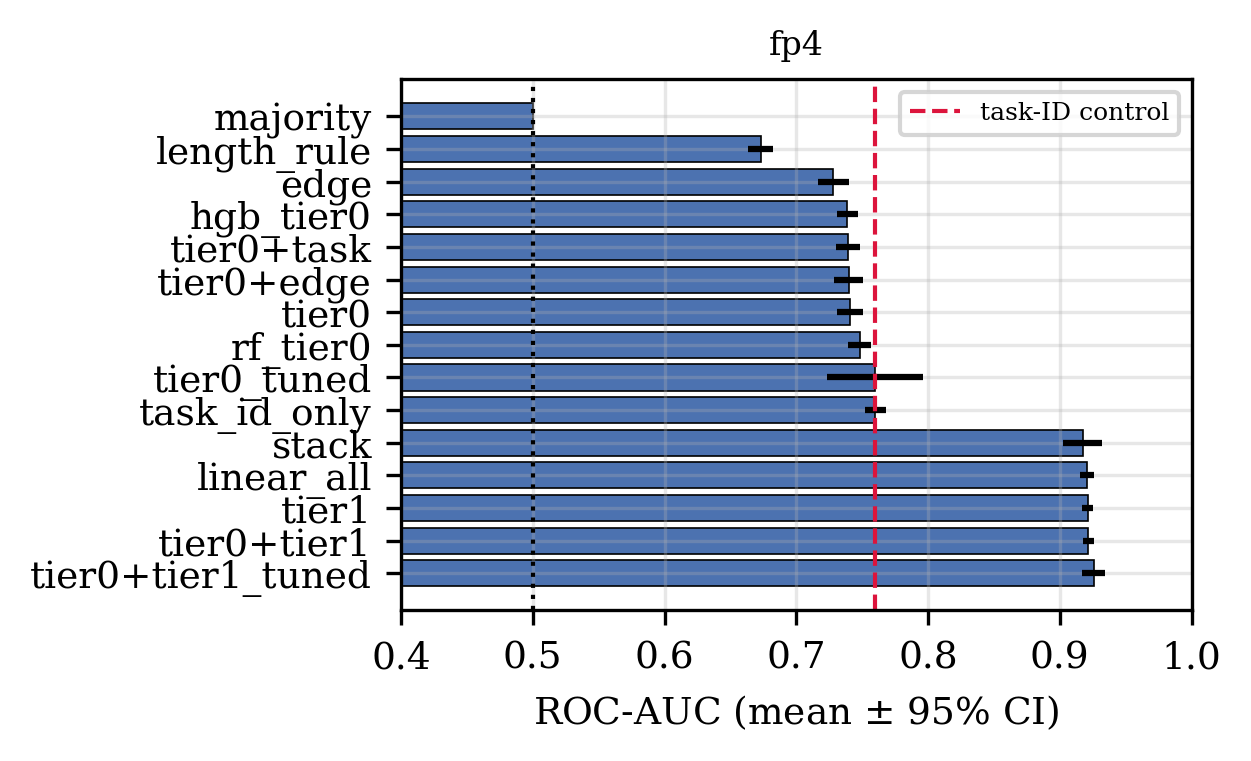 fp4
task-ID control
majority
length_rule
edge
hgb_tier0
tier0+task
tier0+edge
tier0
rf_tier0
tier0_tuned
task_id_only
stack
linear_all
tier1
tier0+tier1
tier0+tier1_tuned
0.4 0.5 0.6 0.7 0.8 0.9 1.0
ROC-AUC (mean ± 95% CI)